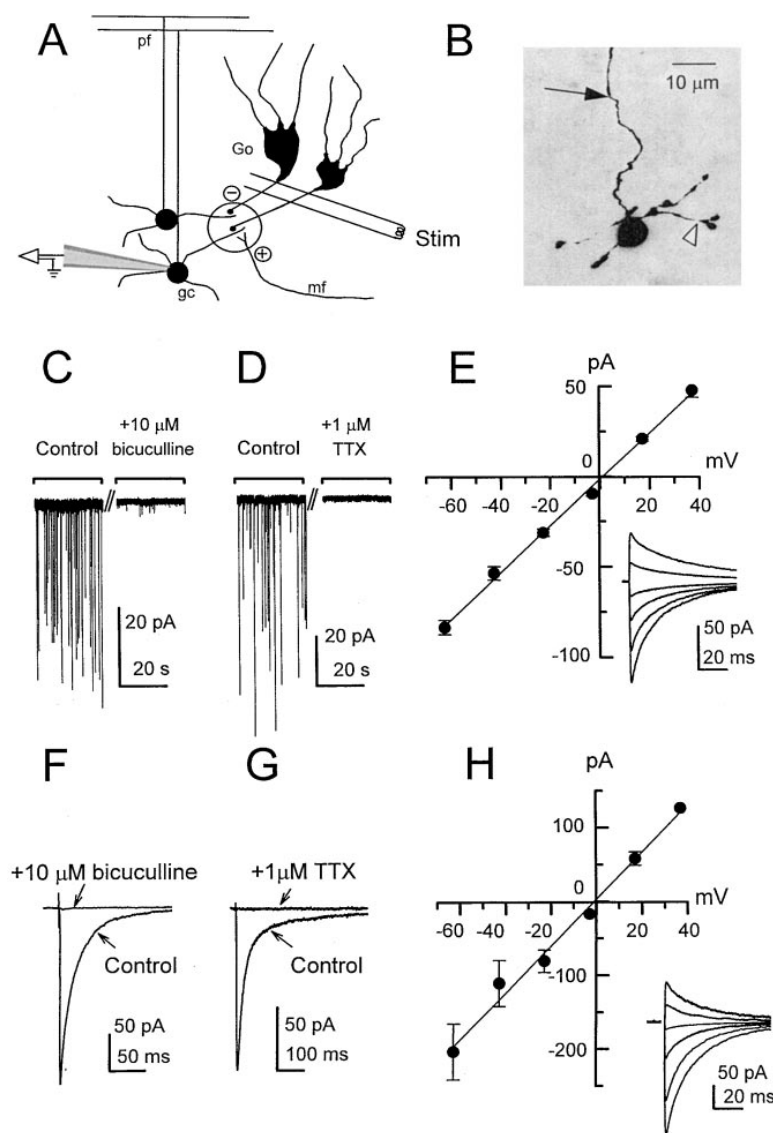 A
pf
Go
−
Stim
+
gc
mf
B
10 μm
C
+10 μM
Control bicuculline
20 pA
20 s
D
+1 μM
Control TTX
20 pA
20 s
E
pA
50
0
mV
-60 -40 -20 20 40
-50
-100
50 pA
20 ms
F
+10 μM bicuculline
Control
50 pA
50 ms
G
+1μM TTX
Control
50 pA
100 ms
H
pA
100
0
mV
-60 -40 -20 20 40
-100
-200
50 pA
20 ms